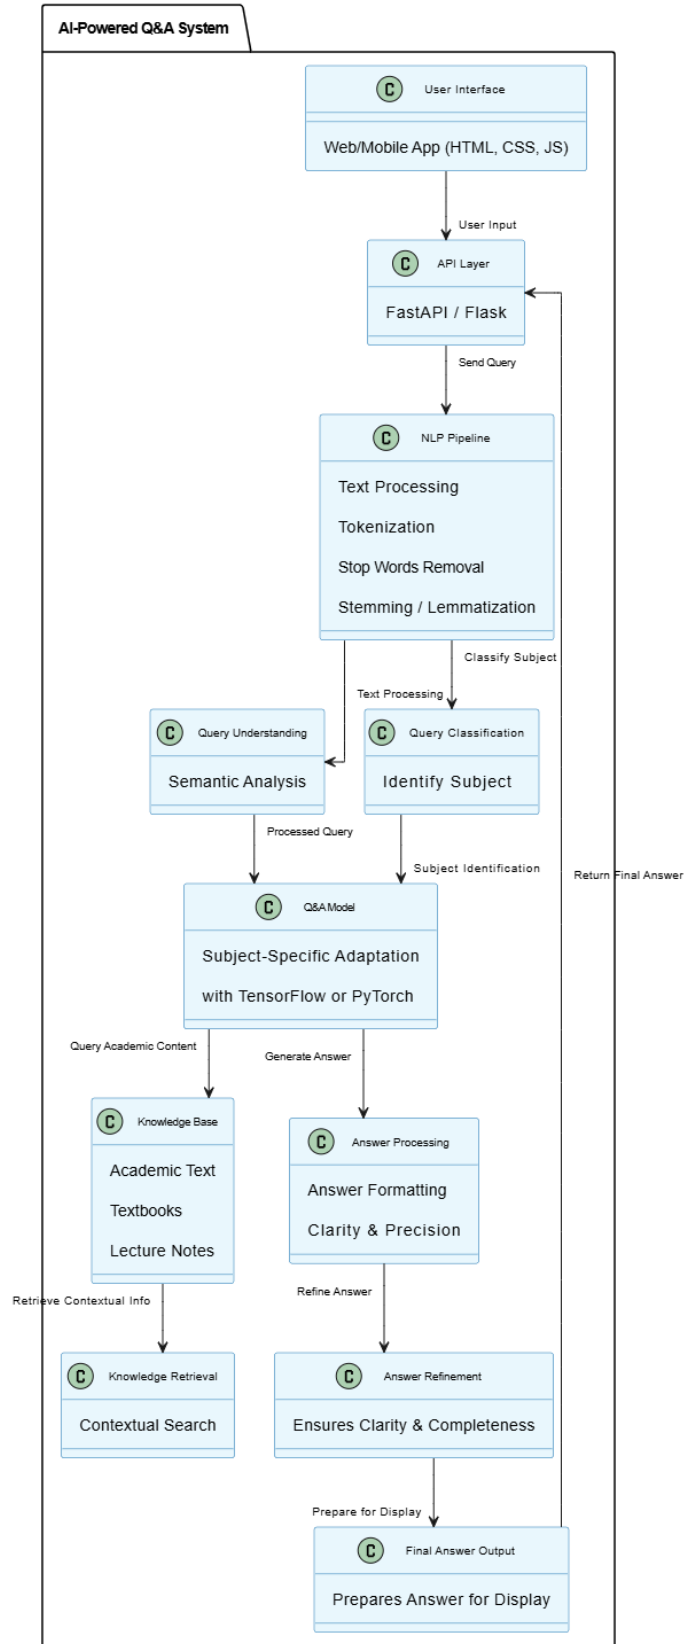 AI-Powered Q&A System
C User Interface
Web/Mobile App (HTML, CSS, JS)
User Input
C API Layer
FastAPI / Flask
Send Query
C NLP Pipeline
Text Processing
Tokenization
Stop Words Removal
Stemming / Lemmatization
Classify Subject
Text Processing
C Query Understanding
Semantic Analysis
C Query Classification
Identify Subject
Processed Query
Subject Identification
Return Final Answer
C Q&A Model
Subject-Specific Adaptation
with TensorFlow or PyTorch
Query Academic Content
Generate Answer
C Knowledge Base
Academic Text
Textbooks
Lecture Notes
C Answer Processing
Answer Formatting
Clarity & Precision
Retrieve Contextual Info
Refine Answer
C Knowledge Retrieval
Contextual Search
C Answer Refinement
Ensures Clarity & Completeness
Prepare for Display
C Final Answer Output
Prepares Answer for Display